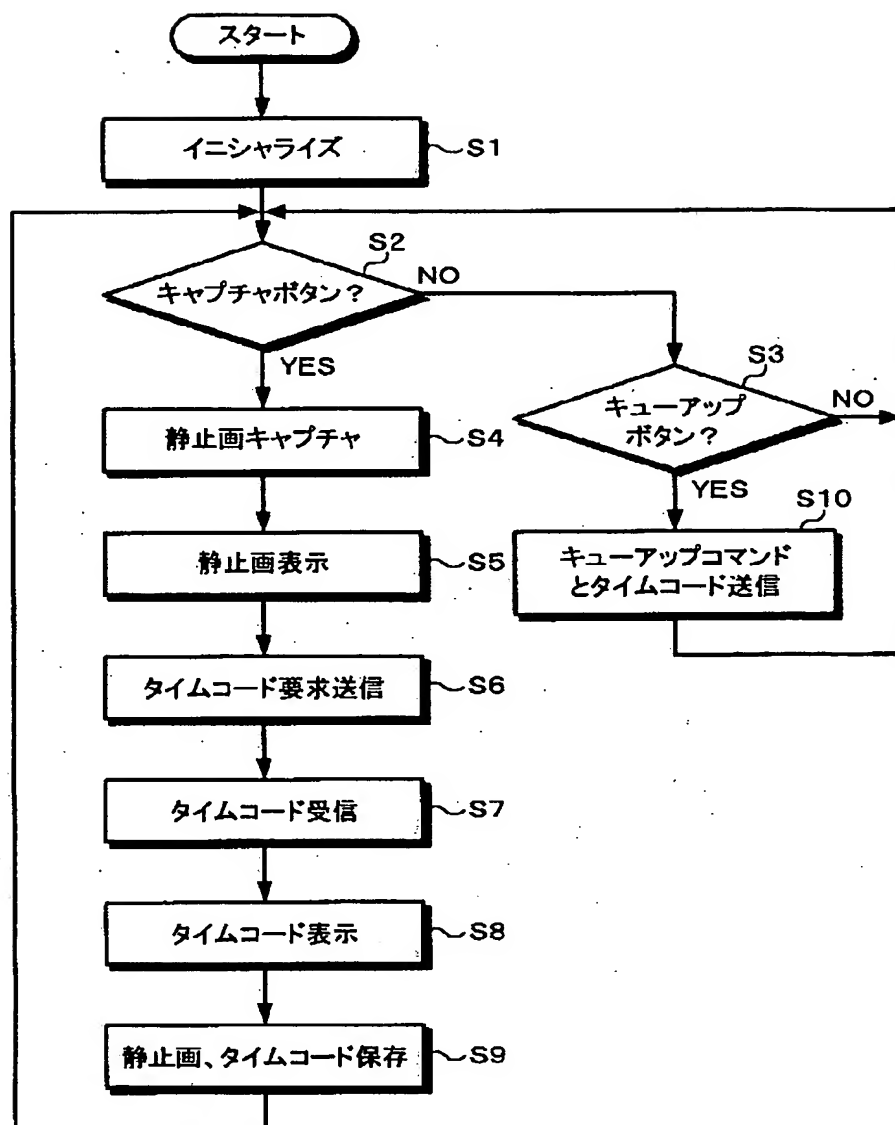 スタート
イニシャライズ
S1
S2
キャプチャボタン?
NO
YES
S3
キューアップ
ボタン?
NO
YES
静止画キャプチャ
S4
S10
キューアップコマンド
とタイムコード送信
静止画表示
S5
タイムコード要求送信
S6
タイムコード受信
S7
タイムコード表示
S8
静止画、タイムコード保存
S9